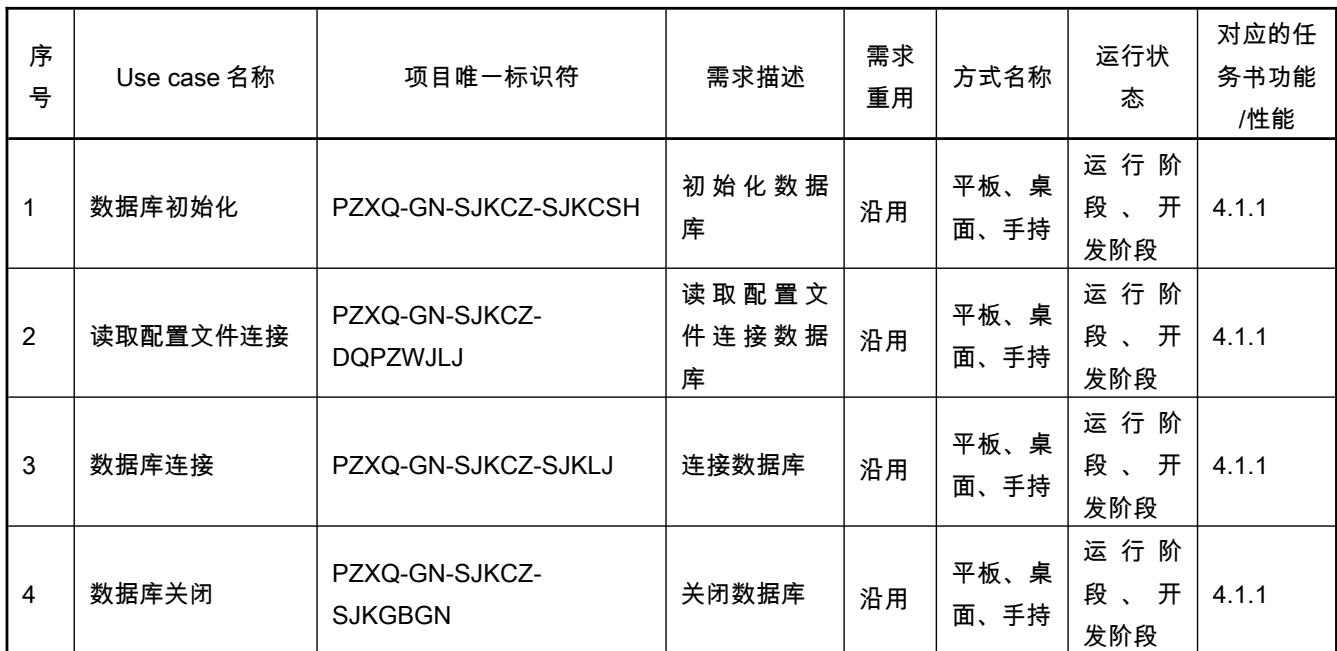 序号 Use case 名称 项目唯一标识符 需求描述 需求重用 方式名称 运行状态 对应的任务书功能/性能
1 数据库初始化 PZXQ-GN-SJKCZ-SJKCSH 初始化数据库 沿用 平板、桌面、手持 运行阶段、开发阶段 4.1.1
2 读取配置文件连接 PZXQ-GN-SJKCZ-DQPZWJLJ 读取配置文件连接数据库 沿用 平板、桌面、手持 运行阶段、开发阶段 4.1.1
3 数据库连接 PZXQ-GN-SJKCZ-SJKLJ 连接数据库 沿用 平板、桌面、手持 运行阶段、开发阶段 4.1.1
4 数据库关闭 PZXQ-GN-SJKCZ-SJKGBGN 关闭数据库 沿用 平板、桌面、手持 运行阶段、开发阶段 4.1.1